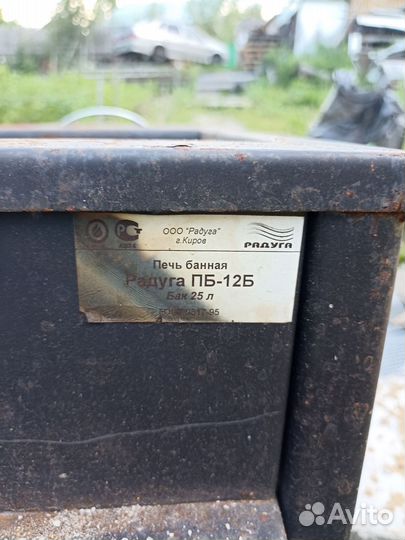 ООО "Радуга"
г.Киров
РАДУГА
Печь банная
Радуга ПБ-12Б
Бак 25 л
Avito